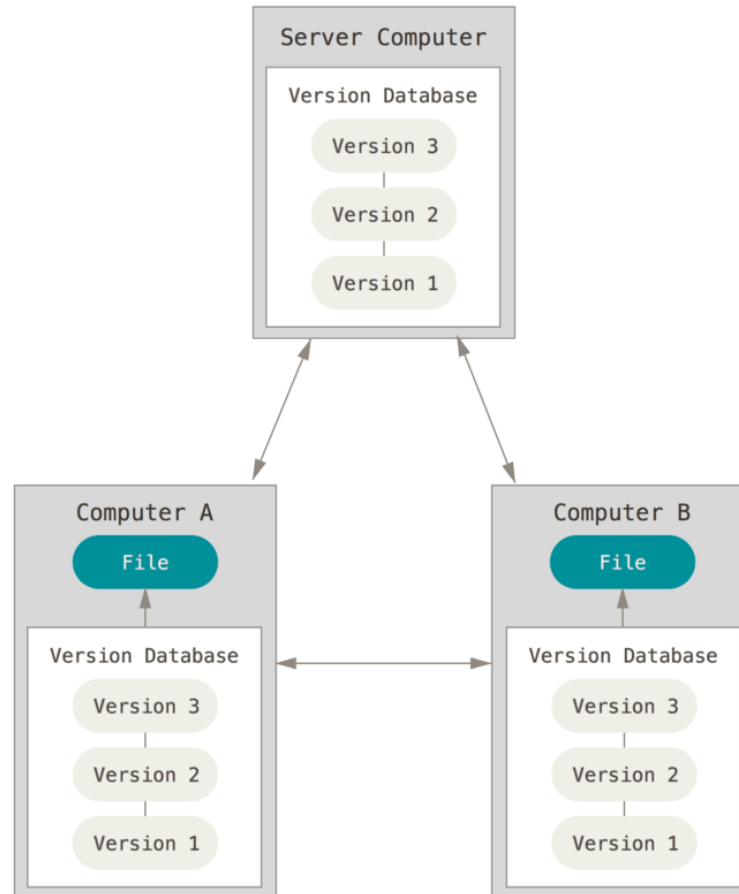 Server Computer
Version Database
Version 3
Version 2
Version 1
Computer A
File
Version Database
Version 3
Version 2
Version 1
Computer B
File
Version Database
Version 3
Version 2
Version 1